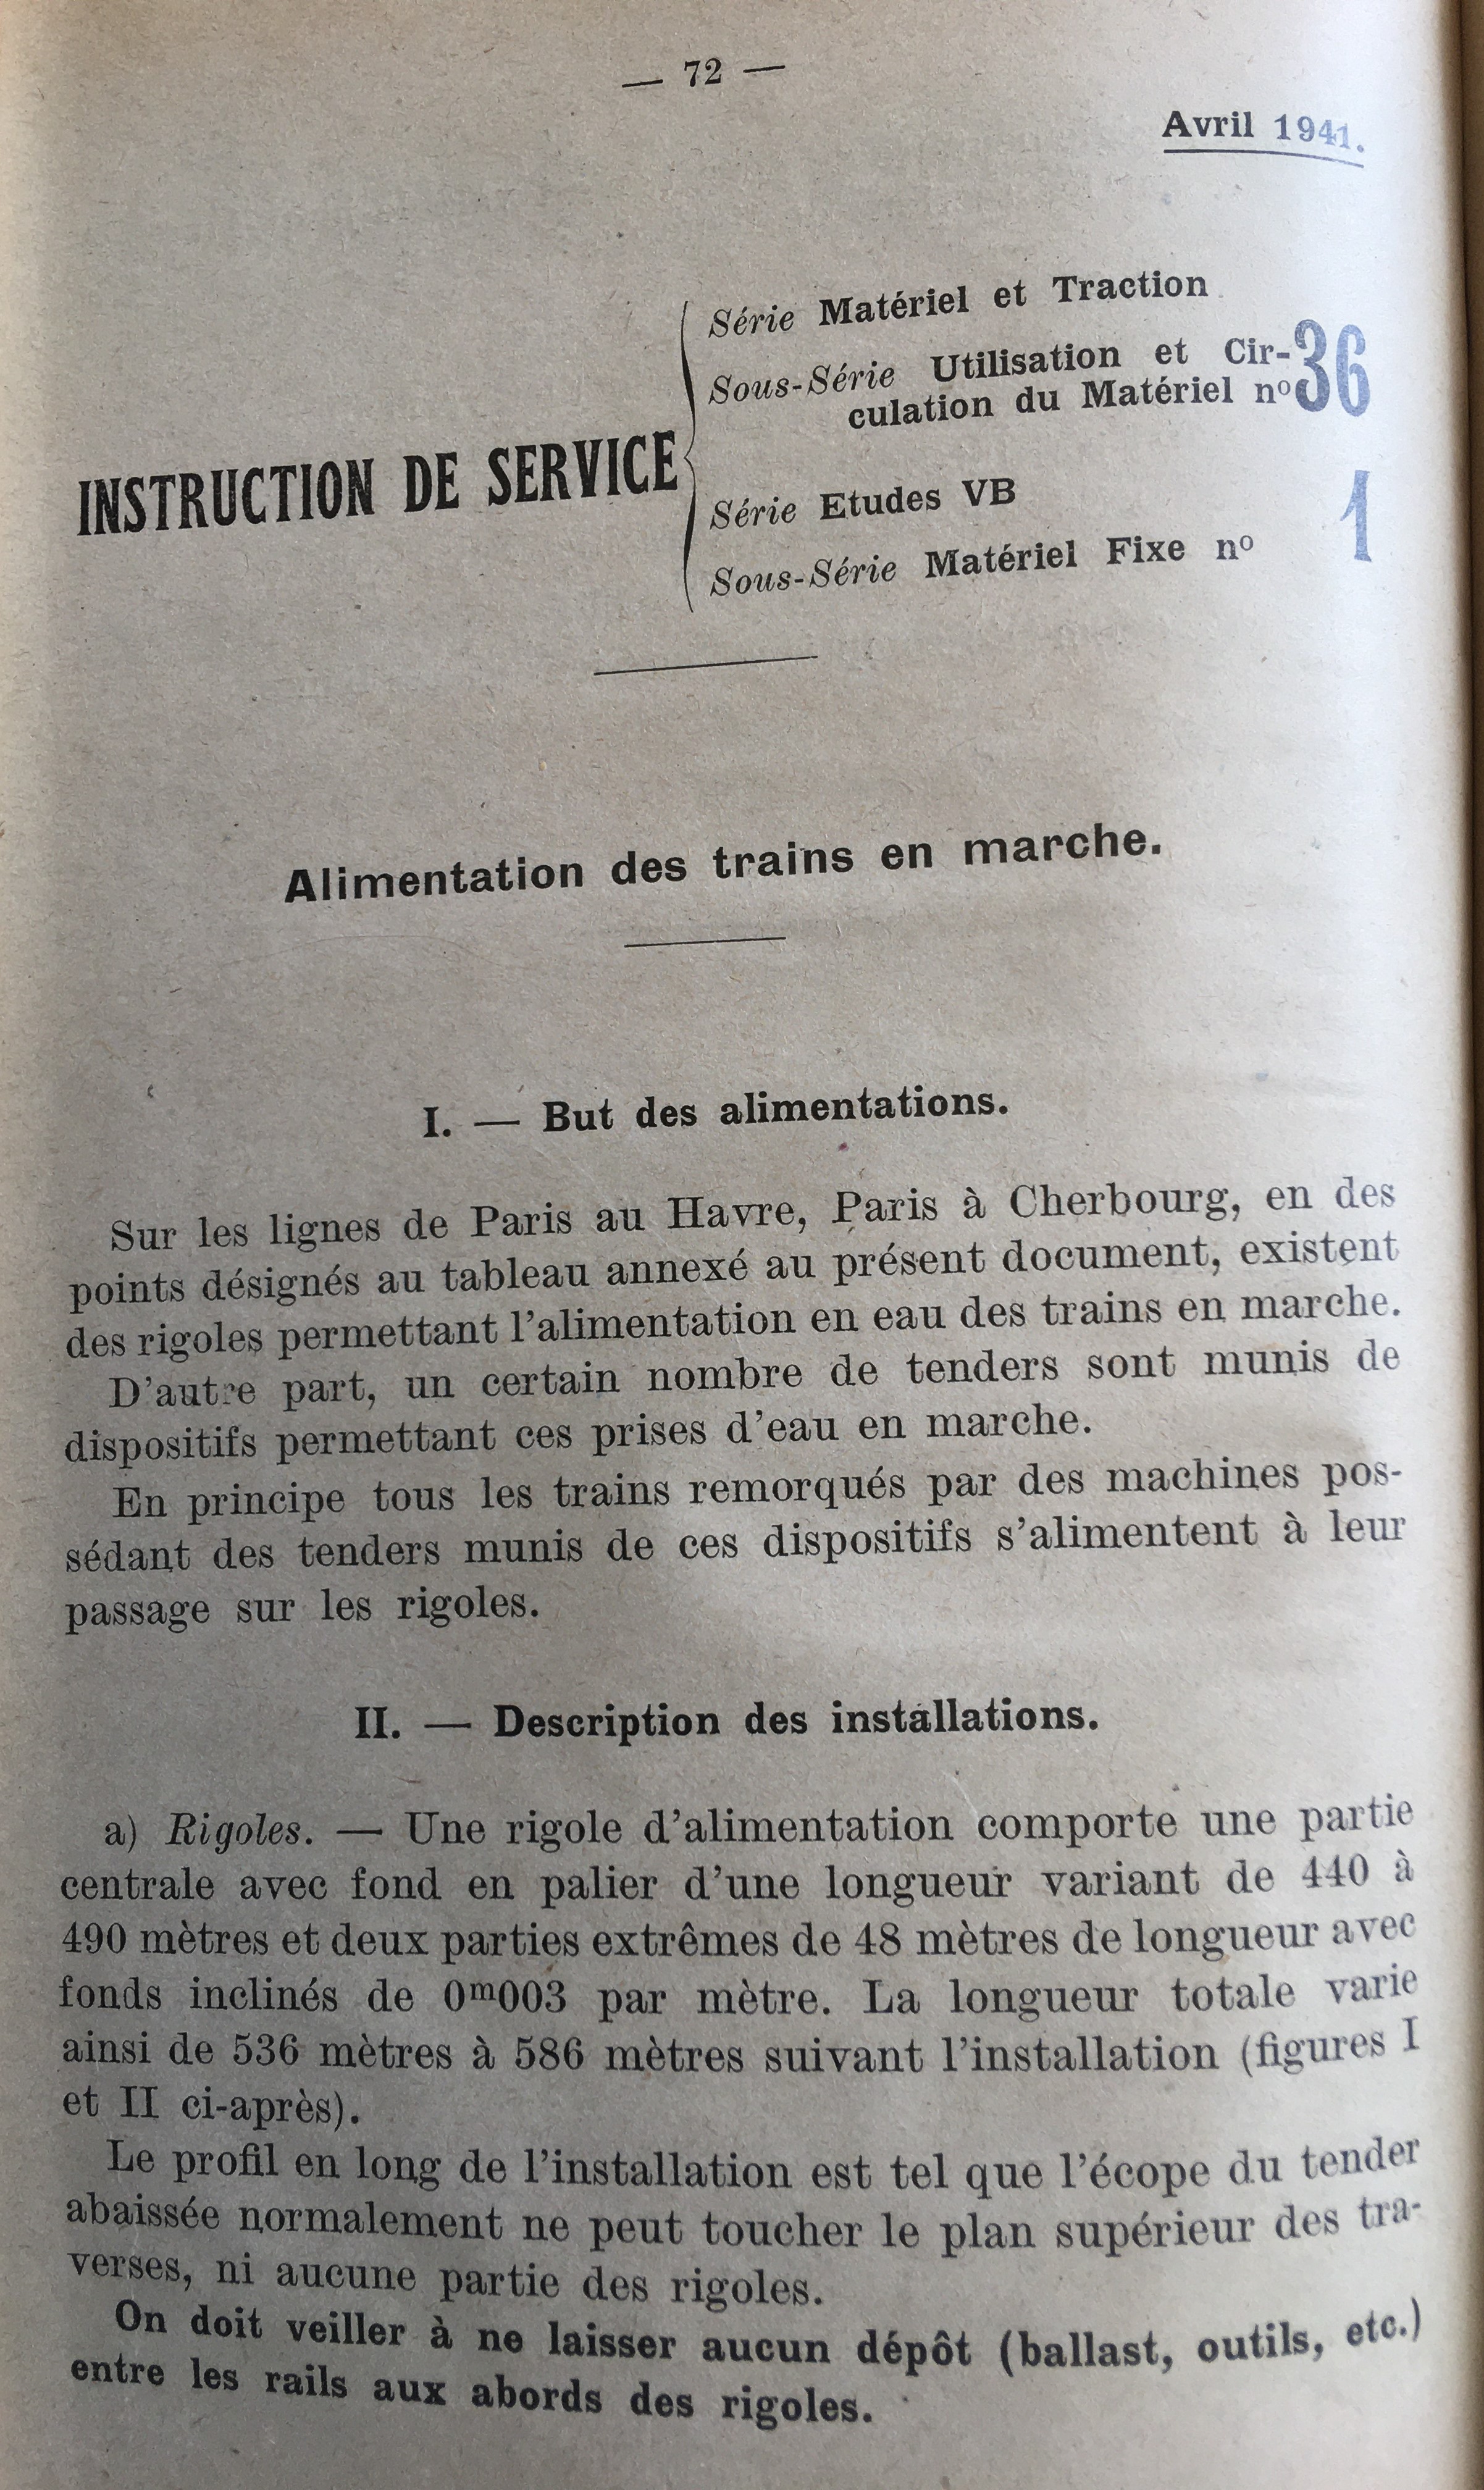 — 72 —
Avril 1941.
INSTRUCTION DE SERVICE
Série Matériel et Traction
Sous-Série Utilisation et Cir-
culation du Matériel nº 36
Série Etudes VB
Sous-Série Matériel Fixe nº 1
Alimentation des trains en marche.
I. — But des alimentations.
Sur les lignes de Paris au Havre, Paris à Cherbourg, en des
points désignés au tableau annexé au présent document, existent
des rigoles permettant l'alimentation en eau des trains en marche.
D'autre part, un certain nombre de tenders sont munis de
dispositifs permettant ces prises d'eau en marche.
En principe tous les trains remorqués par des machines pos-
sédant des tenders munis de ces dispositifs s'alimentent à leur
passage sur les rigoles.
II. — Description des installations.
a) Rigoles. — Une rigole d'alimentation comporte une partie
centrale avec fond en palier d'une longueur variant de 440 à
490 mètres et deux parties extrêmes de 48 mètres de longueur avec
fonds inclinés de 0ᵐ003 par mètre. La longueur totale varie
ainsi de 536 mètres à 586 mètres suivant l'installation (figures I
et II ci-après).
Le profil en long de l'installation est tel que l'écope du tender
abaissée normalement ne peut toucher le plan supérieur des tra-
verses, ni aucune partie des rigoles.
On doit veiller à ne laisser aucun dépôt (ballast, outils, etc.)
entre les rails aux abords des rigoles.